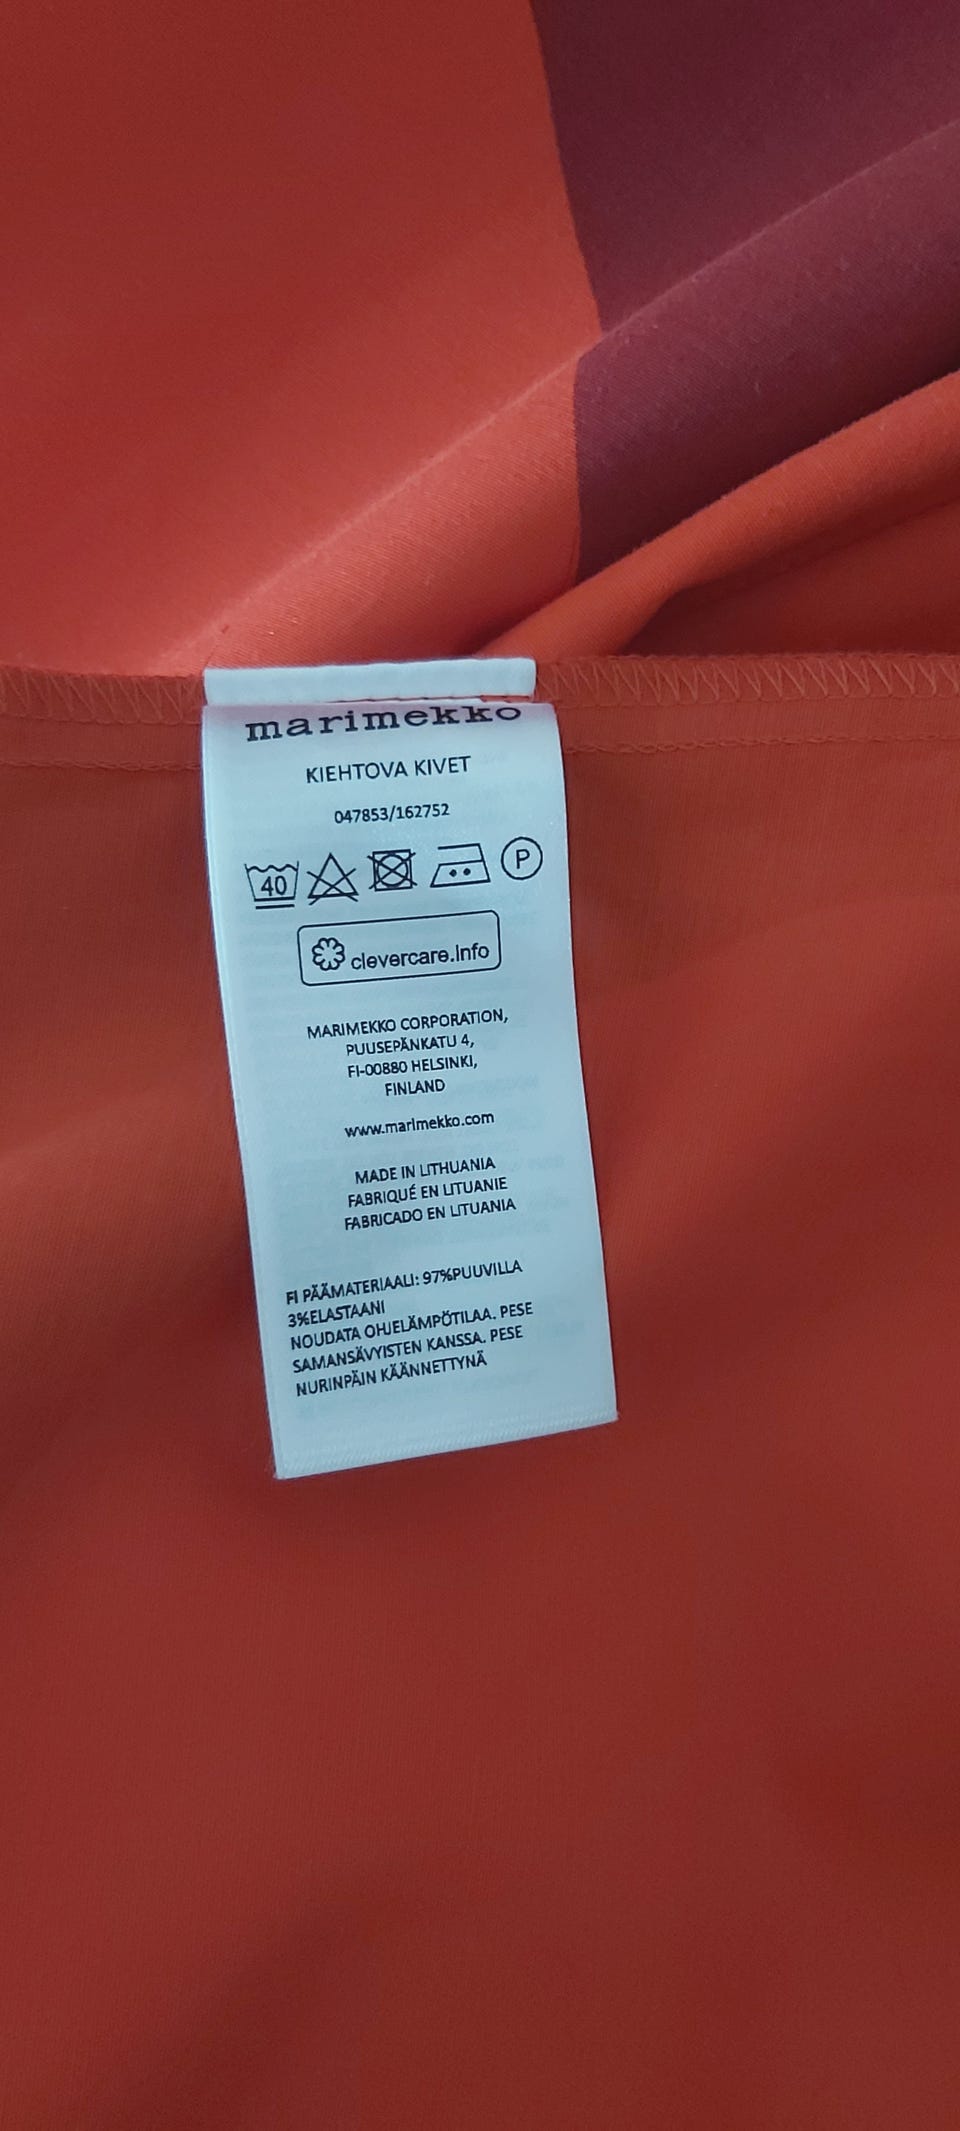 marimekko
KIEHTOVA KIVET
047853/162752
40 P
clevercare.info
MARIMEKKO CORPORATION,
PUUSEPÄNKATU 4,
FI-00880 HELSINKI,
FINLAND
www.marimekko.com
MADE IN LITHUANIA
FABRIQUÉ EN LITUANIE
FABRICADO EN LITUANIA
FI PÄÄMATERIAALI: 97%PUUVILLA
3%ELASTAANI
NOUDATA OHJELÄMPÖTILAA. PESE
SAMANSÄVYISTEN KANSSA. PESE
NURINPÄIN KÄÄNNETTYNÄ